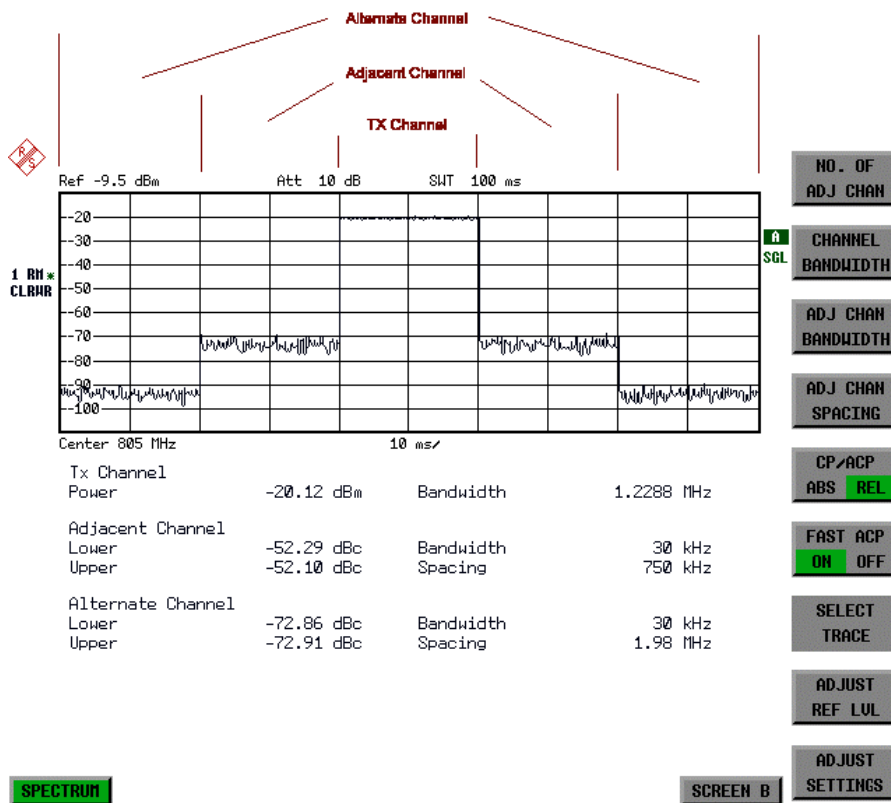 Alternate Channel
Adjacent Channel
TX Channel
R S
Ref -9.5 dBm Att 10 dB SWT 100 ms
-20
-30
-40
-50
-60
-70
-80
-90
-100
1 RM *
CLRWR
A
SGL
Center 805 MHz 10 ms/
Tx Channel
Power -20.12 dBm Bandwidth 1.2288 MHz
Adjacent Channel
Lower -52.29 dBc Bandwidth 30 kHz
Upper -52.10 dBc Spacing 750 kHz
Alternate Channel
Lower -72.86 dBc Bandwidth 30 kHz
Upper -72.91 dBc Spacing 1.98 MHz
NO. OF
ADJ CHAN
CHANNEL
BANDWIDTH
ADJ CHAN
BANDWIDTH
ADJ CHAN
SPACING
CP/ACP
ABS REL
FAST ACP
ON OFF
SELECT
TRACE
ADJUST
REF LVL
ADJUST
SETTINGS
SPECTRUM
SCREEN B